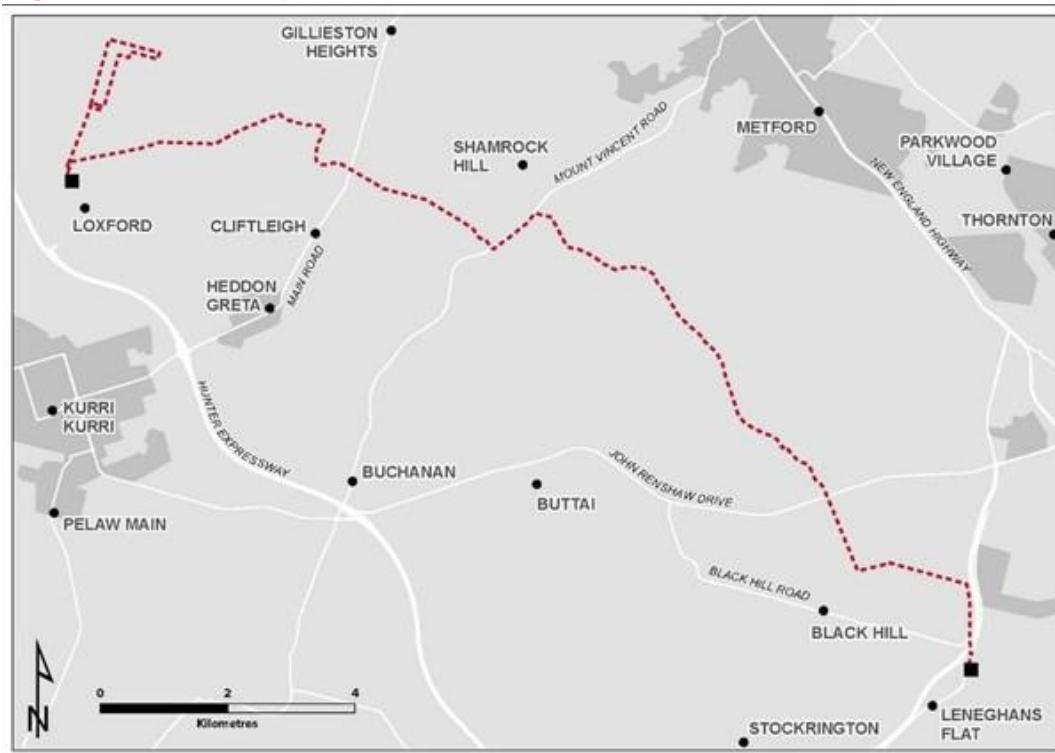 GILLIESTON
HEIGHTS
METFORD
MOUNT VINCENT ROAD
SHAMROCK
HILL
PARKWOOD
VILLAGE
NEW ENGLAND HIGHWAY
THORNTON
LOXFORD
CLIFTLEIGH
MAIN ROAD
HEDDON
GRETA
KURRI
KURRI
HUNTER EXPRESSWAY
BUCHANAN
JOHN RENSHAW DRIVE
BUTTAI
PELAW MAIN
BLACK HILL ROAD
BLACK HILL
N
0 2 4
Kilometres
LENEGHANS
FLAT
STOCKRINGTON